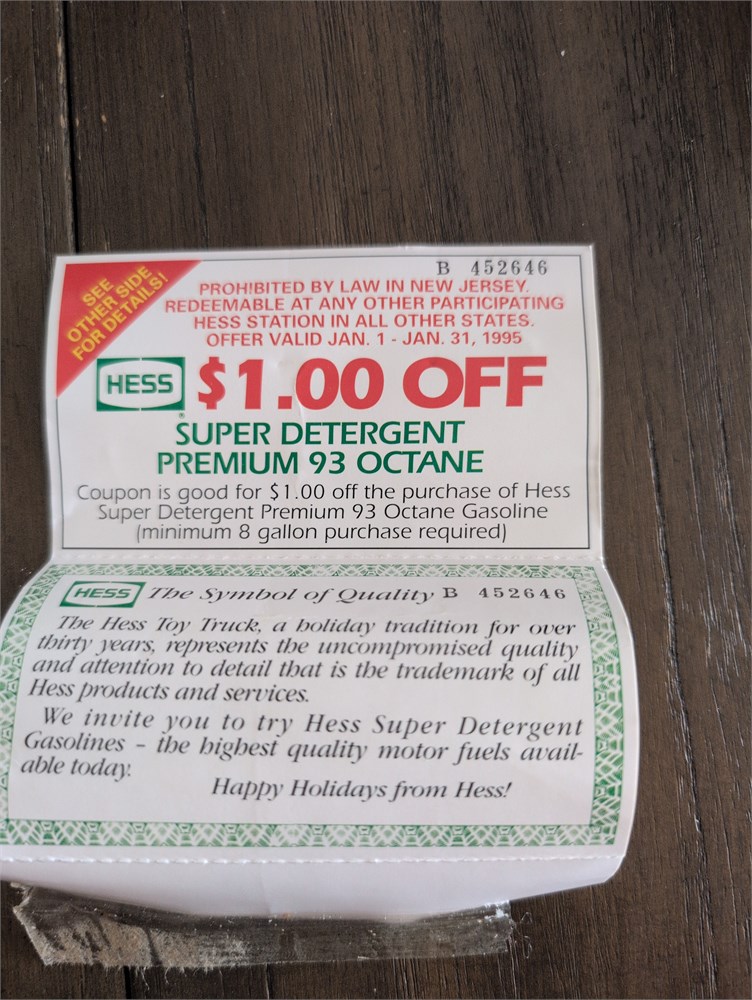 SEE
OTHER SIDE
FOR DETAILS!
B 452646
PROHIBITED BY LAW IN NEW JERSEY.
REDEEMABLE AT ANY OTHER PARTICIPATING
HESS STATION IN ALL OTHER STATES.
OFFER VALID JAN. 1 - JAN. 31, 1995
HESS® $1.00 OFF
SUPER DETERGENT
PREMIUM 93 OCTANE
Coupon is good for $1.00 off the purchase of Hess
Super Detergent Premium 93 Octane Gasoline
(minimum 8 gallon purchase required)
HESS The Symbol of Quality B 452646
The Hess Toy Truck, a holiday tradition for over
thirty years, represents the uncompromised quality
and attention to detail that is the trademark of all
Hess products and services.
We invite you to try Hess Super Detergent
Gasolines – the highest quality motor fuels avail-
able today.
Happy Holidays from Hess!